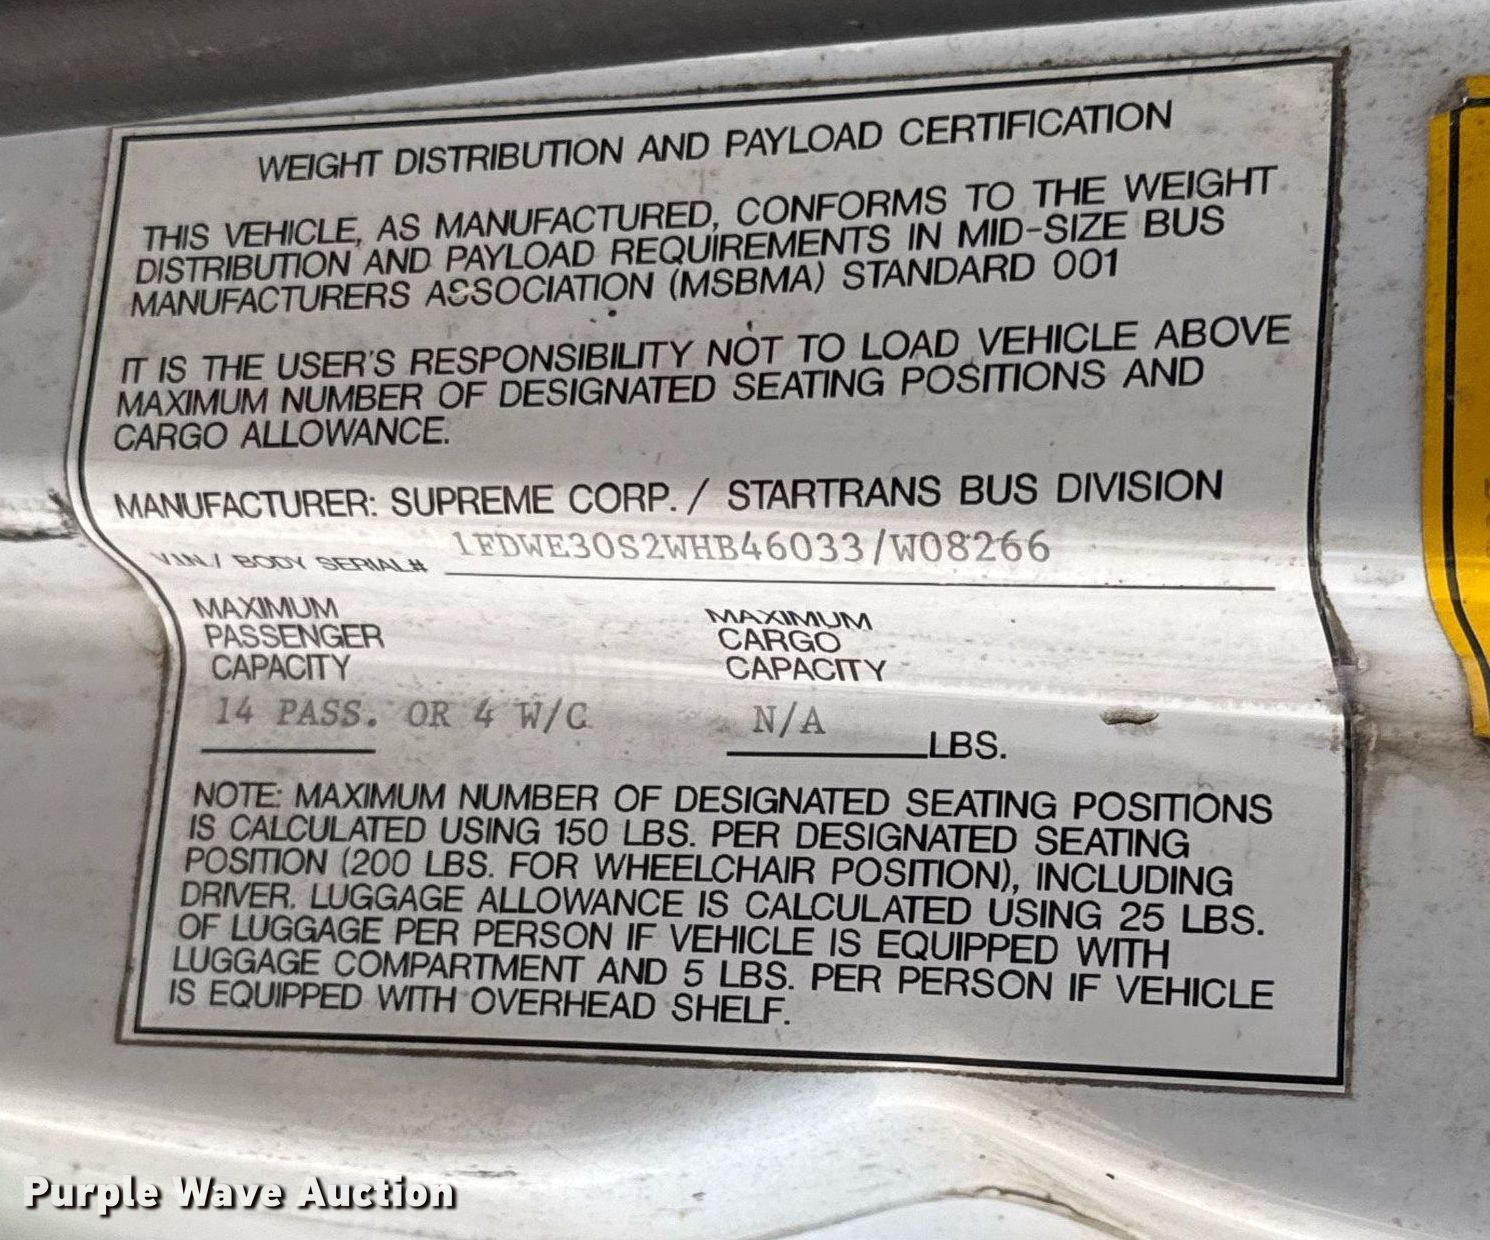 WEIGHT DISTRIBUTION AND PAYLOAD CERTIFICATION
THIS VEHICLE, AS MANUFACTURED, CONFORMS TO THE WEIGHT
DISTRIBUTION AND PAYLOAD REQUIREMENTS IN MID-SIZE BUS
MANUFACTURERS ASSOCIATION (MSBMA) STANDARD 001
IT IS THE USER'S RESPONSIBILITY NOT TO LOAD VEHICLE ABOVE
MAXIMUM NUMBER OF DESIGNATED SEATING POSITIONS AND
CARGO ALLOWANCE.
MANUFACTURER: SUPREME CORP. / STARTRANS BUS DIVISION
VIN / BODY SERIAL# 1FDWE30S2WHB46033/W08266
MAXIMUM
PASSENGER
CAPACITY
14 PASS. OR 4 W/C
MAXIMUM
CARGO
CAPACITY
N/A LBS.
NOTE: MAXIMUM NUMBER OF DESIGNATED SEATING POSITIONS
IS CALCULATED USING 150 LBS. PER DESIGNATED SEATING
POSITION (200 LBS. FOR WHEELCHAIR POSITION), INCLUDING
DRIVER. LUGGAGE ALLOWANCE IS CALCULATED USING 25 LBS.
OF LUGGAGE PER PERSON IF VEHICLE IS EQUIPPED WITH
LUGGAGE COMPARTMENT AND 5 LBS. PER PERSON IF VEHICLE
IS EQUIPPED WITH OVERHEAD SHELF.
Purple Wave Auction